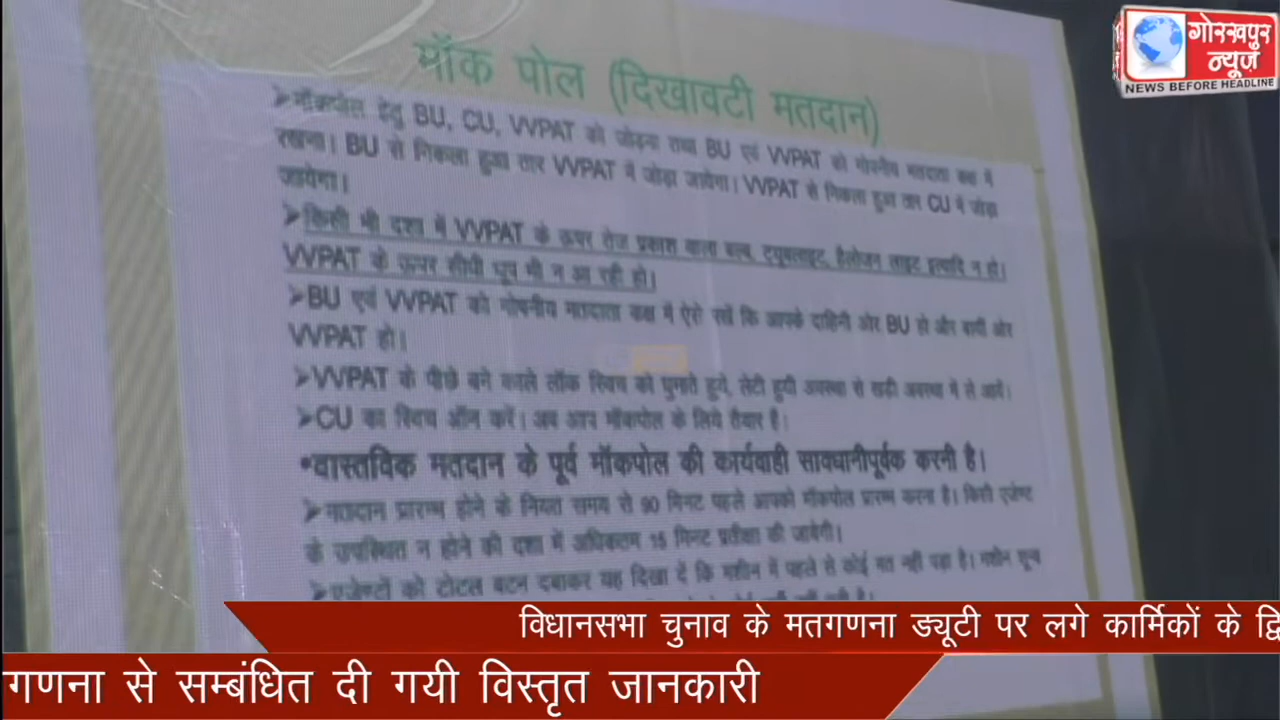 गोरखपुर
न्यूज़
NEWS BEFORE HEADLINE
मॉक पोल (दिखावटी मतदान)
➤मॉकपोल हेतु BU, CU, VVPAT को जोड़ना तथा BU एवं VVPAT को गोपनीय मतदाता कक्ष में
रखना। BU से निकला हुआ तार VVPAT में जोड़ा जायेगा। VVPAT से निकला हुआ तार CU में जोड़ा
जायेगा।
➤किसी भी दशा में VVPAT के ऊपर तेज प्रकाश वाला बल्ब, ट्यूबलाइट, हैलोजन लाइट इत्यादि न हो।
VVPAT के ऊपर सीधी धूप भी न आ रही हो।
➤BU एवं VVPAT को गोपनीय मतदाता कक्ष में ऐसे रखें कि आपके दाहिनी ओर BU हो और बायीं ओर
VVPAT हो।
➤VVPAT के पीछे बने काले लॉक स्विच को घुमाते हुये, लेटी हुयी अवस्था से खड़ी अवस्था में ले आयें।
➤CU का स्विच ऑन करें। अब आप मॉकपोल के लिये तैयार है।
•वास्तविक मतदान के पूर्व मॉकपोल की कार्यवाही सावधानीपूर्वक करनी है।
➤मतदान प्रारम्भ होने के नियत समय से 90 मिनट पहले आपको मॉकपोल प्रारम्भ करना है। किसी एजेण्ट
के उपस्थित न होने की दशा में अधिकतम 15 मिनट प्रतीक्षा की जायेगी।
➤एजेण्टों को टोटल बटन दबाकर यह दिखा दें कि मशीन में पहले से कोई मत नही पड़ा है। मशीन शून्य
विधानसभा चुनाव के मतगणना ड्यूटी पर लगे कार्मिकों के द्वि
गणना से सम्बंधित दी गयी विस्तृत जानकारी